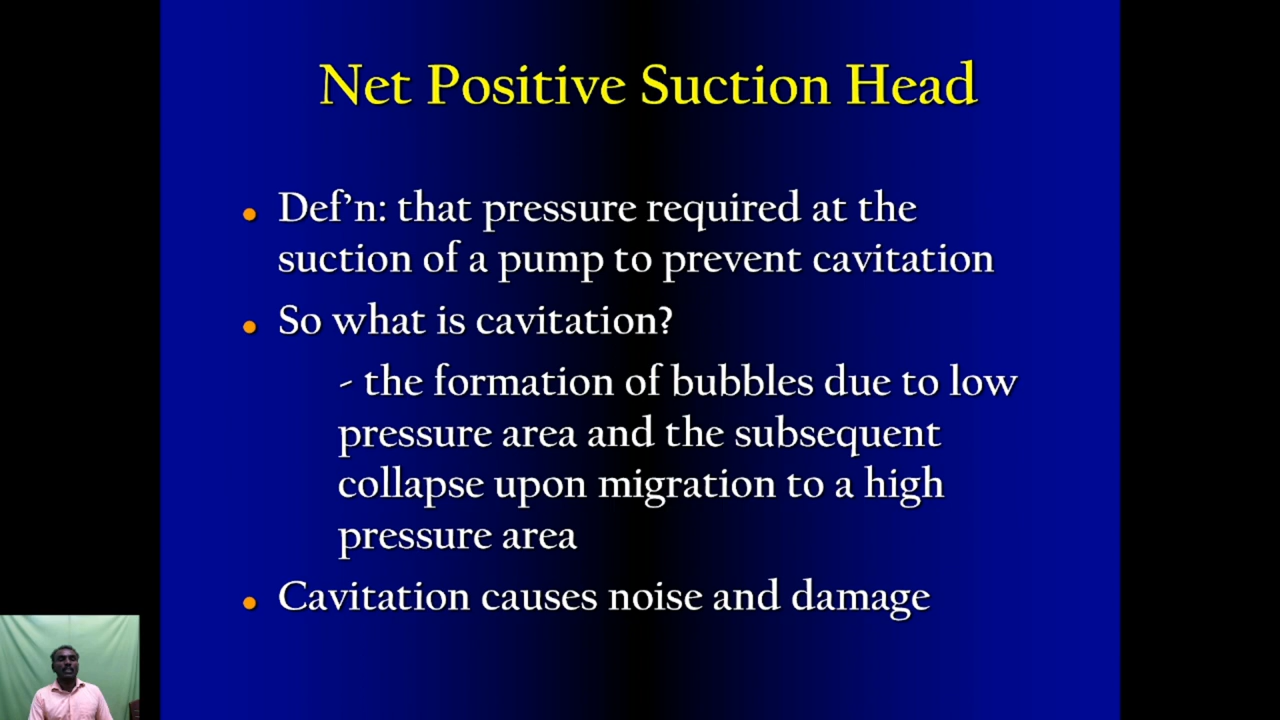 Net Positive Suction Head
• Def’n: that pressure required at the
suction of a pump to prevent cavitation
• So what is cavitation?
- the formation of bubbles due to low
pressure area and the subsequent
collapse upon migration to a high
pressure area
• Cavitation causes noise and damage